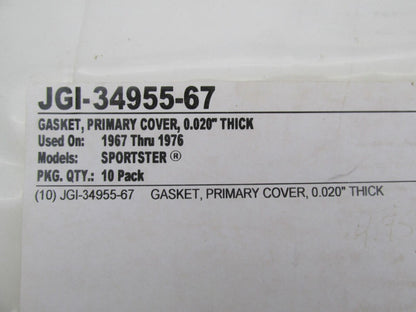 JGI-34955-67
GASKET, PRIMARY COVER, 0.020" THICK
Used On: 1967 Thru 1976
Models: SPORTSTER ®
PKG. QTY.: 10 Pack
(10) JGI-34955-67 GASKET, PRIMARY COVER, 0.020" THICK